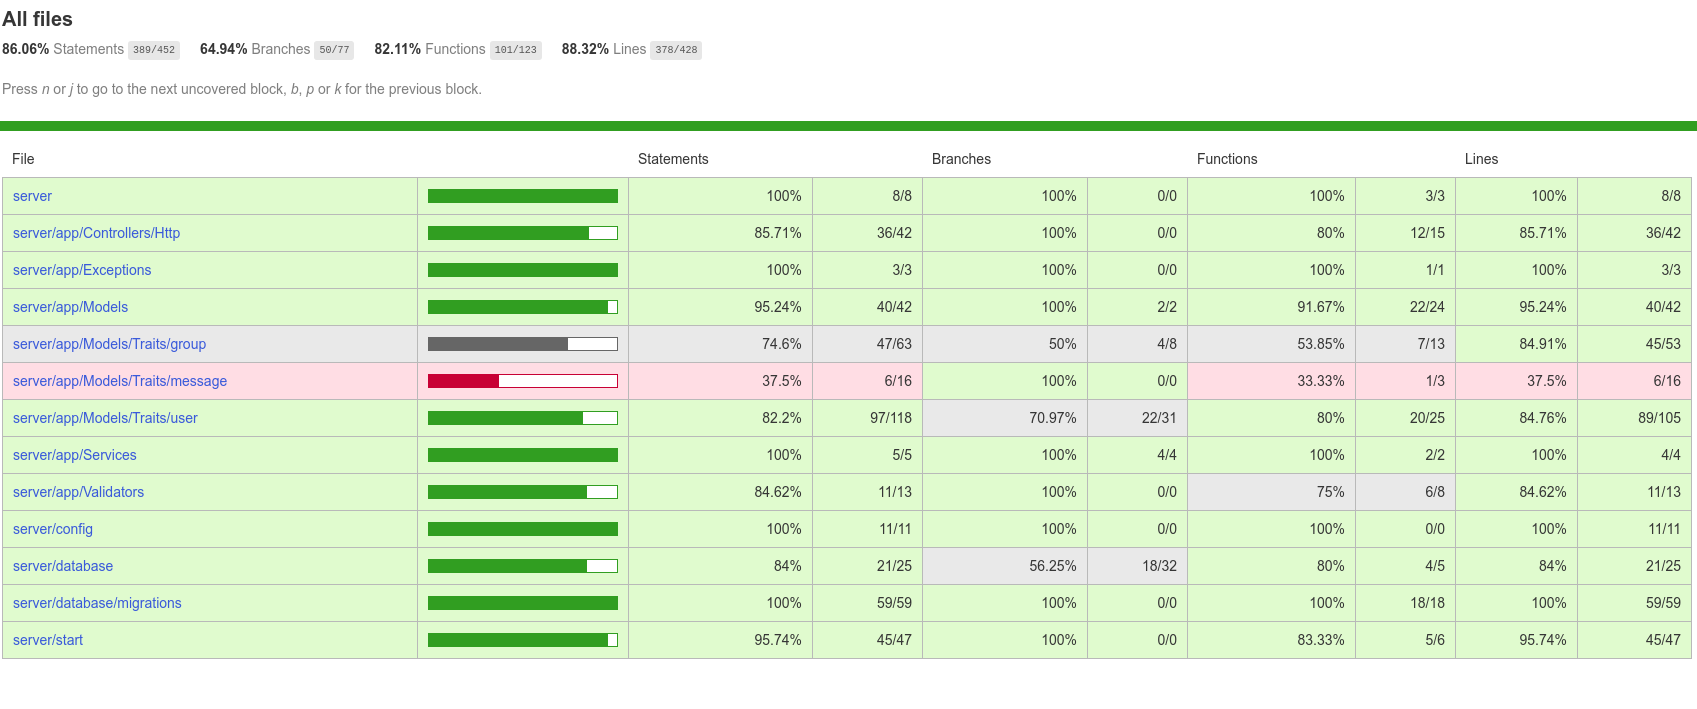 All files
86.06% Statements 389/452 64.94% Branches 50/77 82.11% Functions 101/123 88.32% Lines 378/428
Press n or j to go to the next uncovered block, b, p or k for the previous block.
File Statements Branches Functions Lines
server 100% 8/8 100% 0/0 100% 3/3 100% 8/8
server/app/Controllers/Http 85.71% 36/42 100% 0/0 80% 12/15 85.71% 36/42
server/app/Exceptions 100% 3/3 100% 0/0 100% 1/1 100% 3/3
server/app/Models 95.24% 40/42 100% 2/2 91.67% 22/24 95.24% 40/42
server/app/Models/Traits/group 74.6% 47/63 50% 4/8 53.85% 7/13 84.91% 45/53
server/app/Models/Traits/message 37.5% 6/16 100% 0/0 33.33% 1/3 37.5% 6/16
server/app/Models/Traits/user 82.2% 97/118 70.97% 22/31 80% 20/25 84.76% 89/105
server/app/Services 100% 5/5 100% 4/4 100% 2/2 100% 4/4
server/app/Validators 84.62% 11/13 100% 0/0 75% 6/8 84.62% 11/13
server/config 100% 11/11 100% 0/0 100% 0/0 100% 11/11
server/database 84% 21/25 56.25% 18/32 80% 4/5 84% 21/25
server/database/migrations 100% 59/59 100% 0/0 100% 18/18 100% 59/59
server/start 95.74% 45/47 100% 0/0 83.33% 5/6 95.74% 45/47